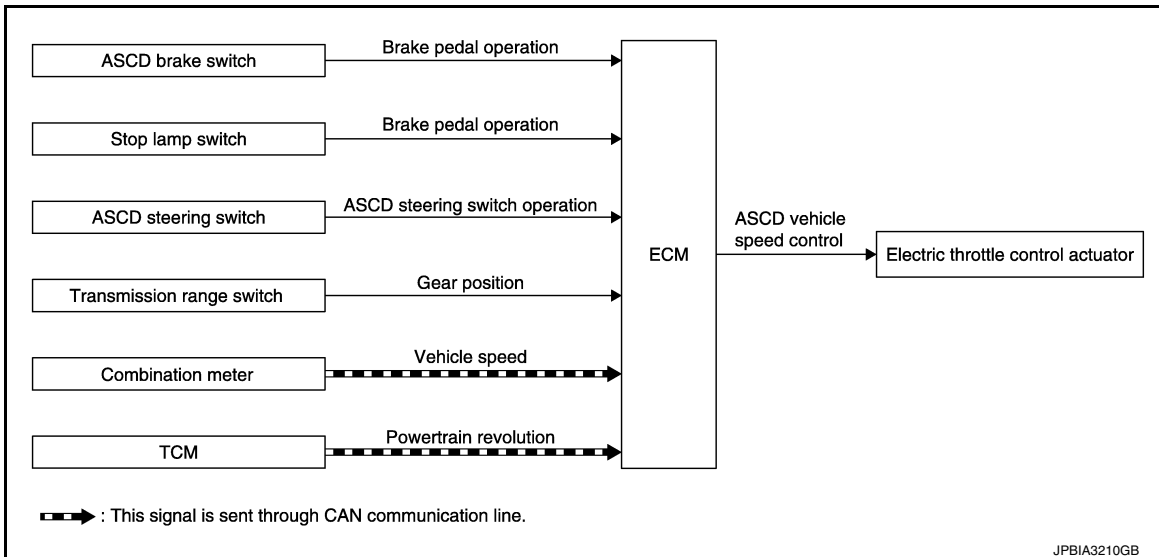 ASCD brake switch
Brake pedal operation
Stop lamp switch
Brake pedal operation
ASCD steering switch
ASCD steering switch operation
Transmission range switch
Gear position
Combination meter
Vehicle speed
TCM
Powertrain revolution
ECM
ASCD vehicle
speed control
Electric throttle control actuator
: This signal is sent through CAN communication line.
JPBIA3210GB